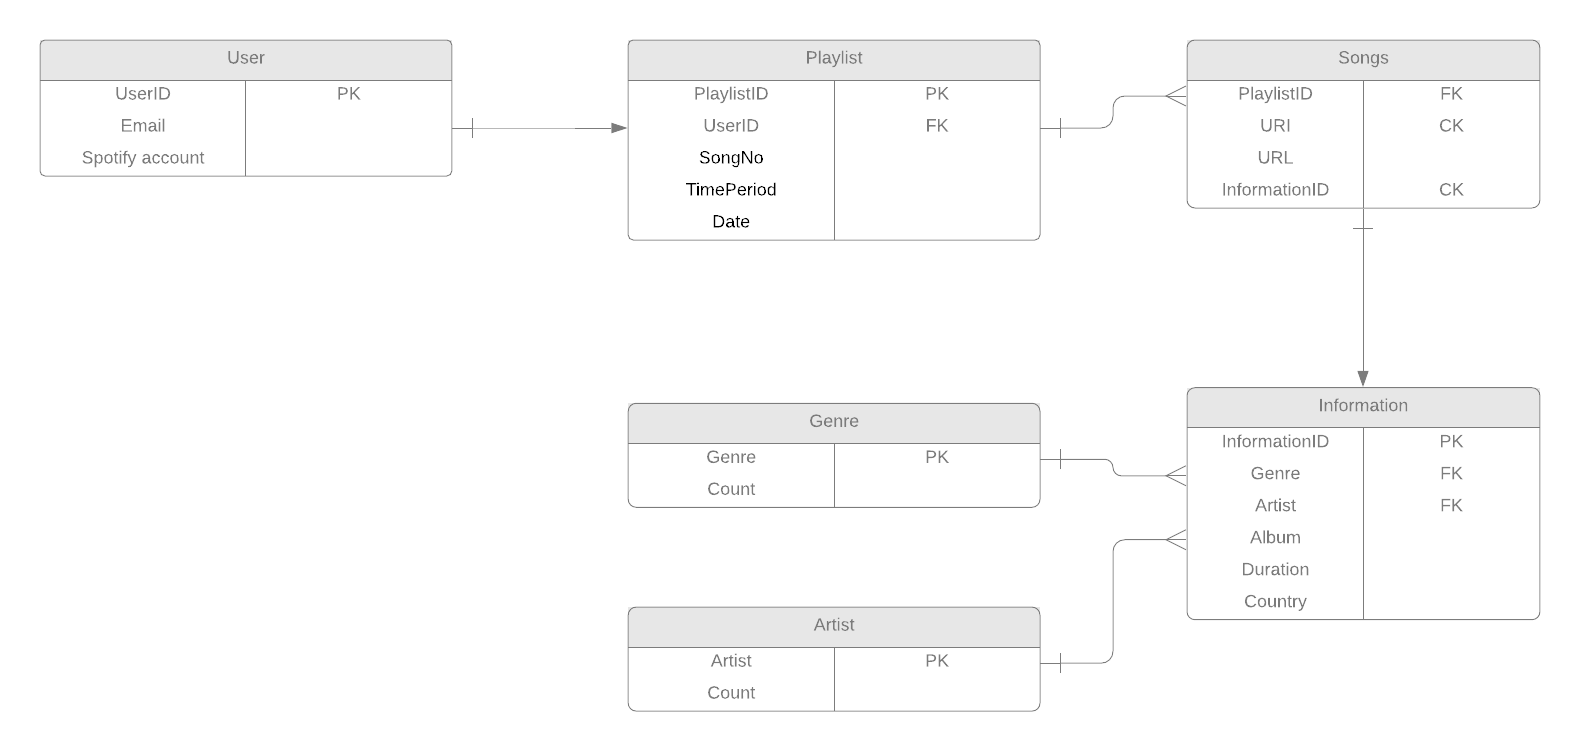 User
UserID PK
Email
Spotify account
Playlist
PlaylistID PK
UserID FK
SongNo
TimePeriod
Date
Songs
PlaylistID FK
URI CK
URL
InformationID CK
Genre
Genre PK
Count
Artist
Artist PK
Count
Information
InformationID PK
Genre FK
Artist FK
Album
Duration
Country